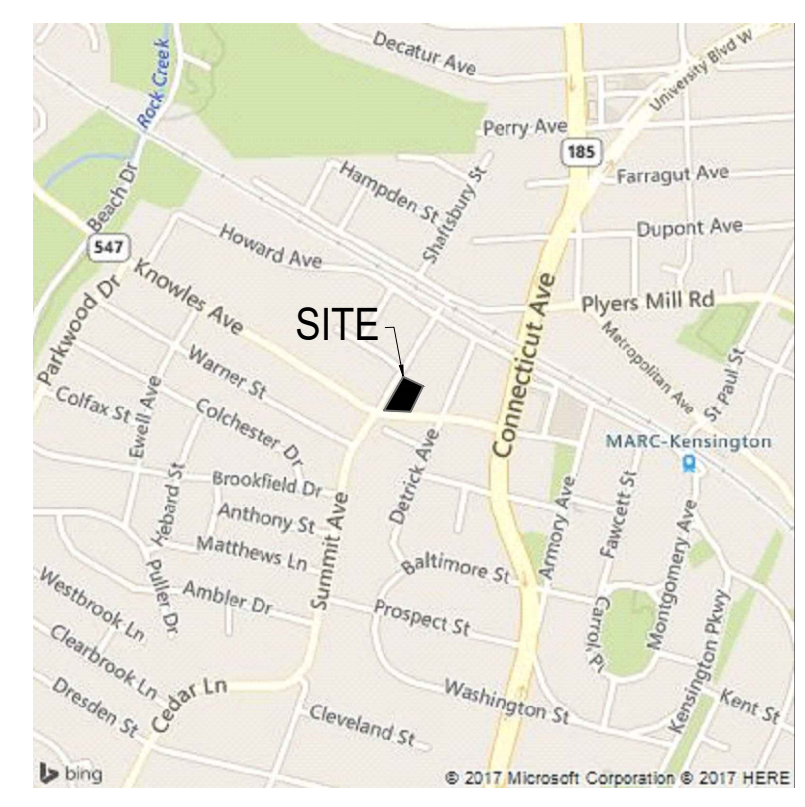 Decatur Ave
University Blvd W
Rock Creek
Perry Ave
185
Hampden St
Farragut Ave
Beach Dr
Shaftsbury St
Dupont Ave
547
Howard Ave
Knowles Ave
Plyers Mill Rd
SITE
Parkwood Dr
Connecticut Ave
Metropolitan Ave
Warner St
St Paul St
Colfax St
Ewell Ave
Colchester Dr
MARC-Kensington
Detrick Ave
Brookfield Dr
Hebard St
Anthony St
Summit Ave
Armory Ave
Fawcett St
Montgomery Ave
Matthews Ln
Baltimore St
Puller Dr
Ambler Dr
Westbrook Ln
Prospect St
Carrol Pl
Kensington Pkwy
Clearbrook Ln
Cedar Ln
Dresden St
Washington St
Kent St
Cleveland St
bing
© 2017 Microsoft Corporation © 2017 HERE